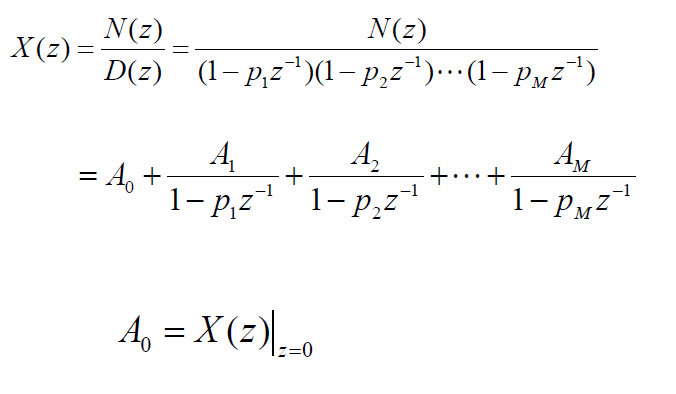 X(z) = N(z)/D(z) = N(z)/((1 − p₁z⁻¹)(1 − p₂z⁻¹)⋯(1 − p_M z⁻¹))
= A₀ + A₁/(1 − p₁z⁻¹) + A₂/(1 − p₂z⁻¹) + ⋯ + A_M/(1 − p_M z⁻¹)
A₀ = X(z)|_{z=0}